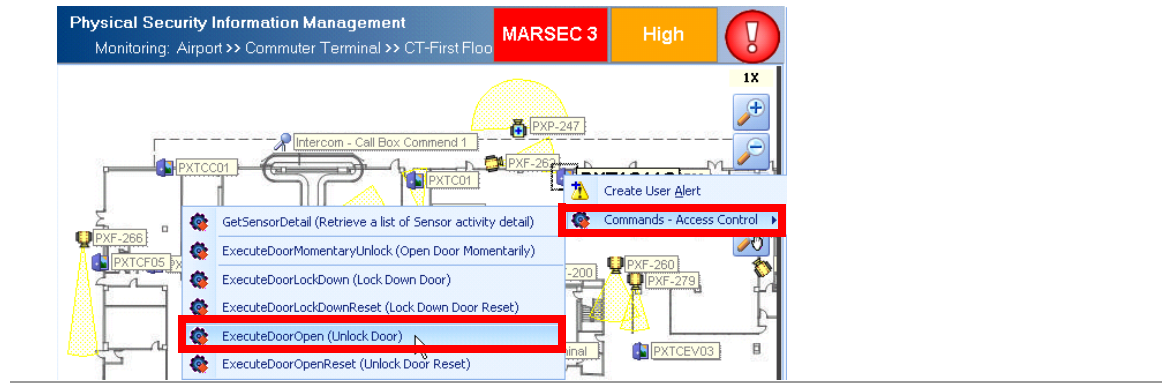 Physical Security Information Management
MARSEC 3
High
Monitoring: Airport >> Commuter Terminal >> CT-First Floo
1X
PXP-247
Intercom - Call Box Commend 1
PXTCC01
PXF-262
PXTC01
Create User Alert
Commands - Access Control
GetSensorDetail (Retrieve a list of Sensor activity detail)
PXF-266
ExecuteDoorMomentaryUnlock (Open Door Momentarily)
PXTCF05
-200
PXF-260
ExecuteDoorLockDown (Lock Down Door)
PXF-279
ExecuteDoorLockDownReset (Lock Down Door Reset)
ExecuteDoorOpen (Unlock Door)
minal
PXTCEV03
ExecuteDoorOpenReset (Unlock Door Reset)